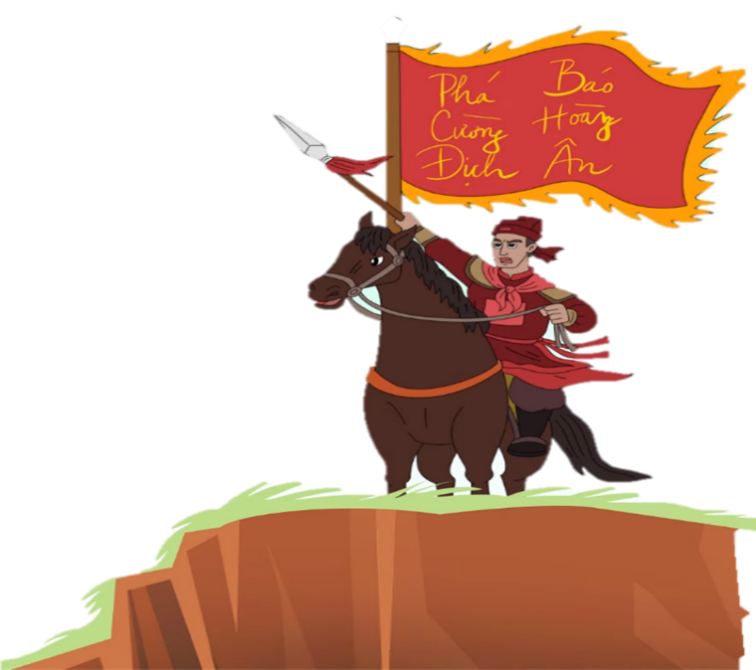 Phá Báo
Cường Hoàng
Địch Ân